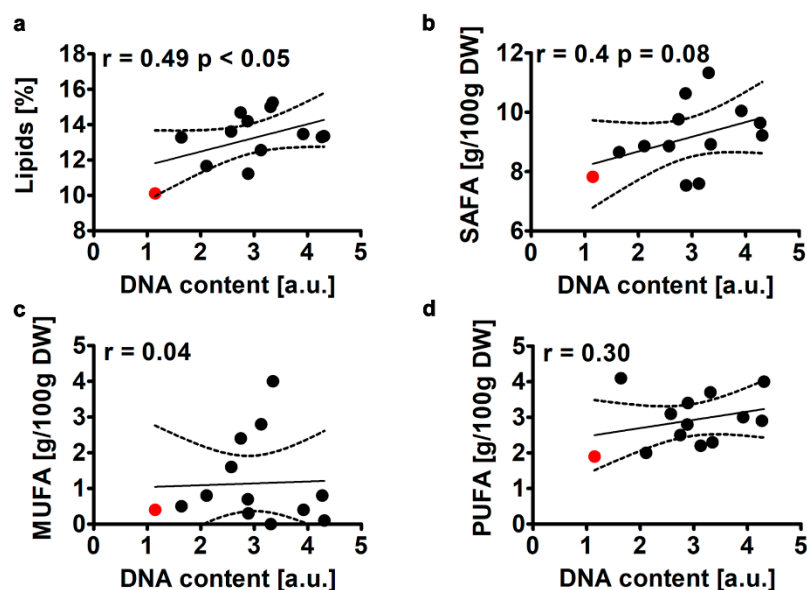 a
r = 0.49 p < 0.05
Lipids [%]
18
16
14
12
10
8
0 1 2 3 4 5
DNA content [a.u.]
b
r = 0.4 p = 0.08
SAFA [g/100g DW]
12
10
8
6
0 1 2 3 4 5
DNA content [a.u.]
c
r = 0.04
MUFA [g/100g DW]
5
4
3
2
1
0
0 1 2 3 4 5
DNA content [a.u.]
d
r = 0.30
PUFA [g/100g DW]
5
4
3
2
1
0
0 1 2 3 4 5
DNA content [a.u.]